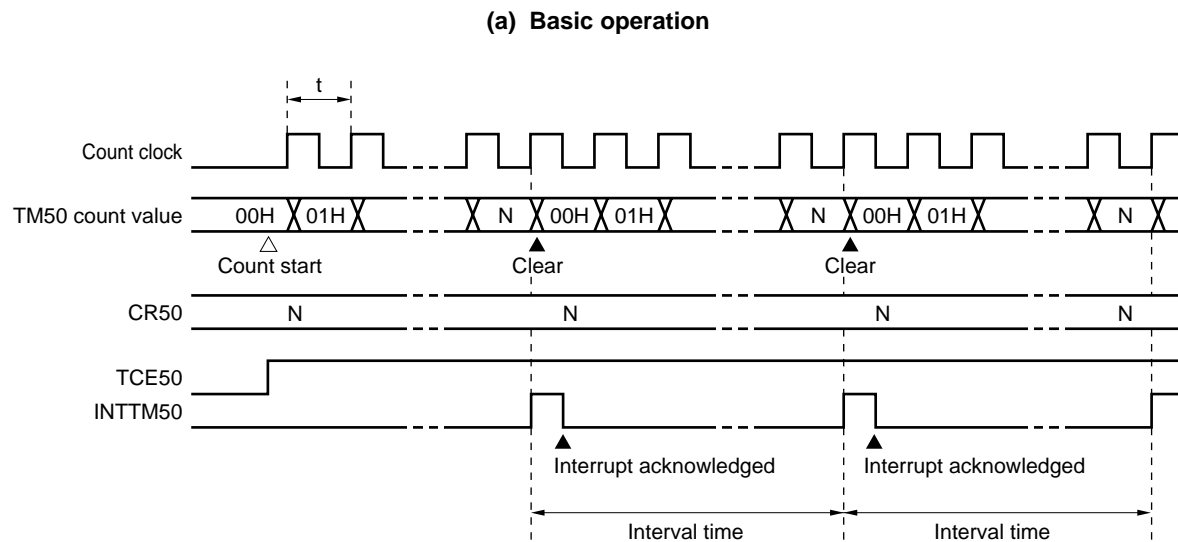 (a) Basic operation
t
Count clock
TM50 count value 00H 01H N 00H 01H N 00H 01H N
Count start Clear Clear
CR50 N N N N
TCE50
INTTM50
Interrupt acknowledged Interrupt acknowledged
Interval time Interval time